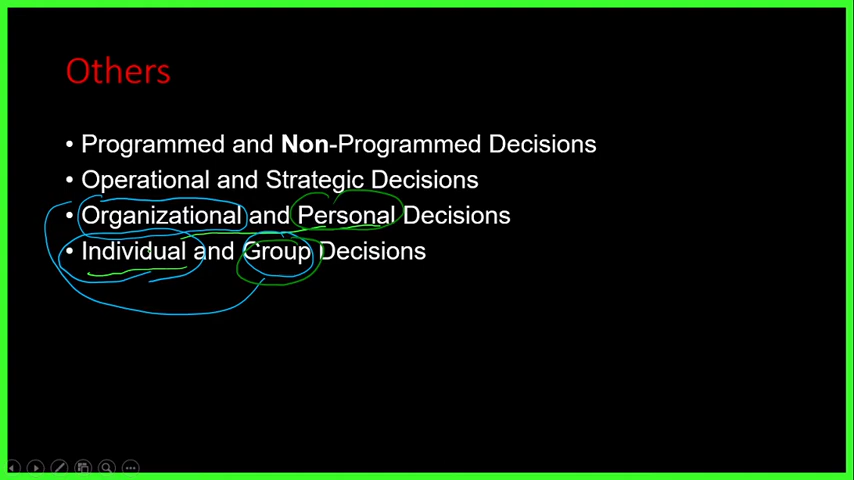 Others
• Programmed and Non-Programmed Decisions
• Operational and Strategic Decisions
• Organizational and Personal Decisions
• Individual and Group Decisions